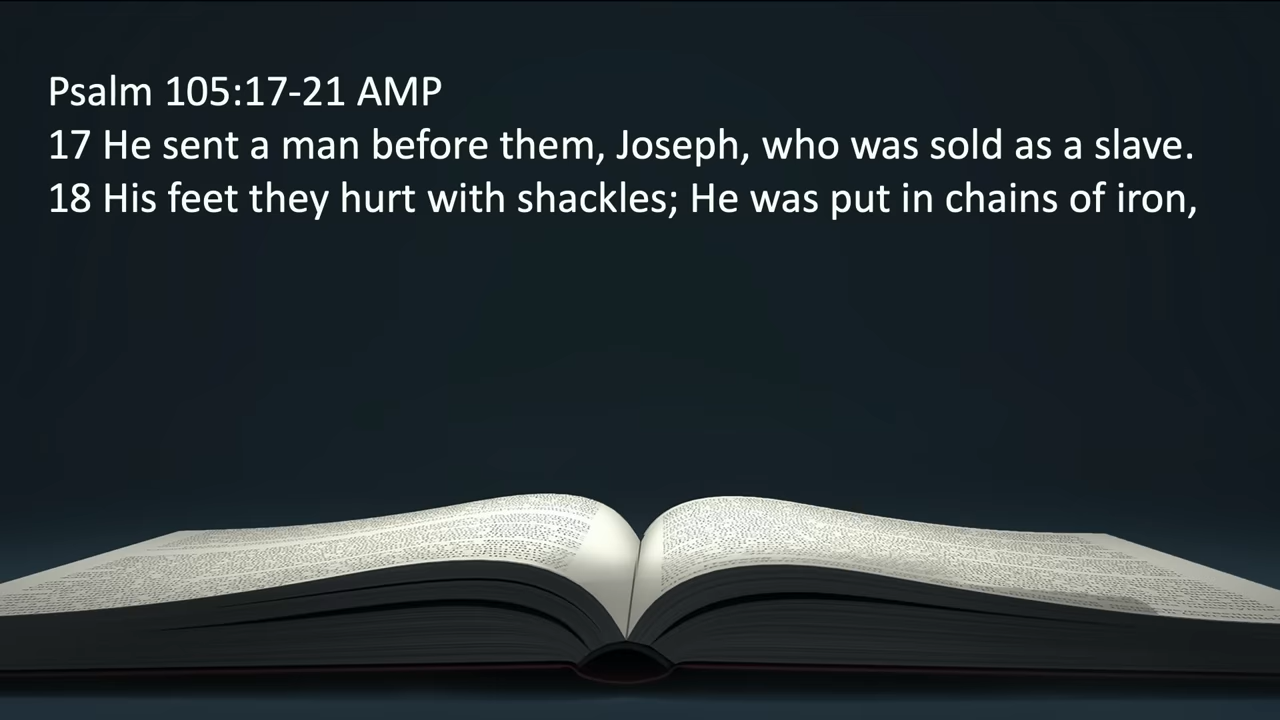 Psalm 105:17-21 AMP
17 He sent a man before them, Joseph, who was sold as a slave.
18 His feet they hurt with shackles; He was put in chains of iron,